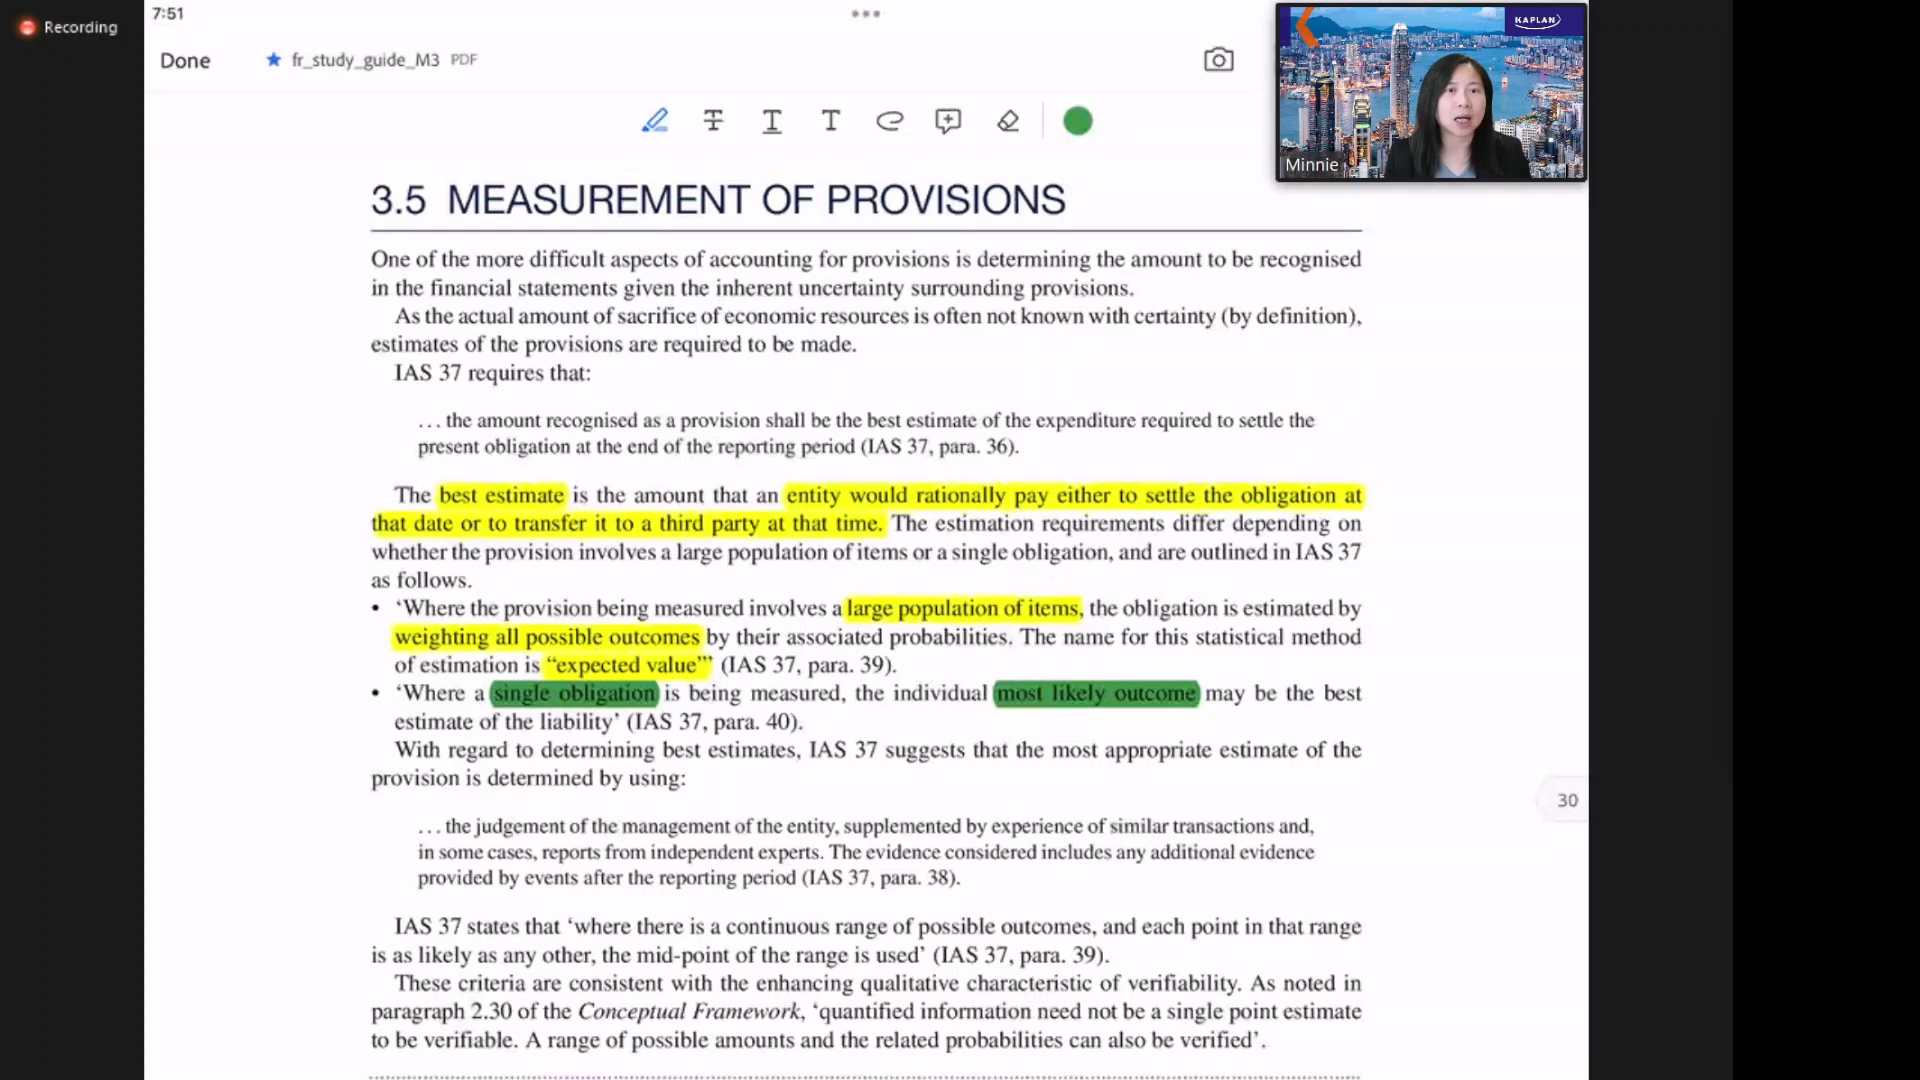 Recording
7:51
Done
fr_study_guide_M3 PDF
KAPLAN
Minnie
3.5 MEASUREMENT OF PROVISIONS
One of the more difficult aspects of accounting for provisions is determining the amount to be recognised
in the financial statements given the inherent uncertainty surrounding provisions.
As the actual amount of sacrifice of economic resources is often not known with certainty (by definition),
estimates of the provisions are required to be made.
IAS 37 requires that:
... the amount recognised as a provision shall be the best estimate of the expenditure required to settle the
present obligation at the end of the reporting period (IAS 37, para. 36).
The best estimate is the amount that an entity would rationally pay either to settle the obligation at
that date or to transfer it to a third party at that time. The estimation requirements differ depending on
whether the provision involves a large population of items or a single obligation, and are outlined in IAS 37
as follows.
• ‘Where the provision being measured involves a large population of items, the obligation is estimated by
weighting all possible outcomes by their associated probabilities. The name for this statistical method
of estimation is “expected value”’ (IAS 37, para. 39).
• ‘Where a single obligation is being measured, the individual most likely outcome may be the best
estimate of the liability’ (IAS 37, para. 40).
With regard to determining best estimates, IAS 37 suggests that the most appropriate estimate of the
provision is determined by using:
... the judgement of the management of the entity, supplemented by experience of similar transactions and,
in some cases, reports from independent experts. The evidence considered includes any additional evidence
provided by events after the reporting period (IAS 37, para. 38).
30
IAS 37 states that ‘where there is a continuous range of possible outcomes, and each point in that range
is as likely as any other, the mid-point of the range is used’ (IAS 37, para. 39).
These criteria are consistent with the enhancing qualitative characteristic of verifiability. As noted in
paragraph 2.30 of the Conceptual Framework, ‘quantified information need not be a single point estimate
to be verifiable. A range of possible amounts and the related probabilities can also be verified’.